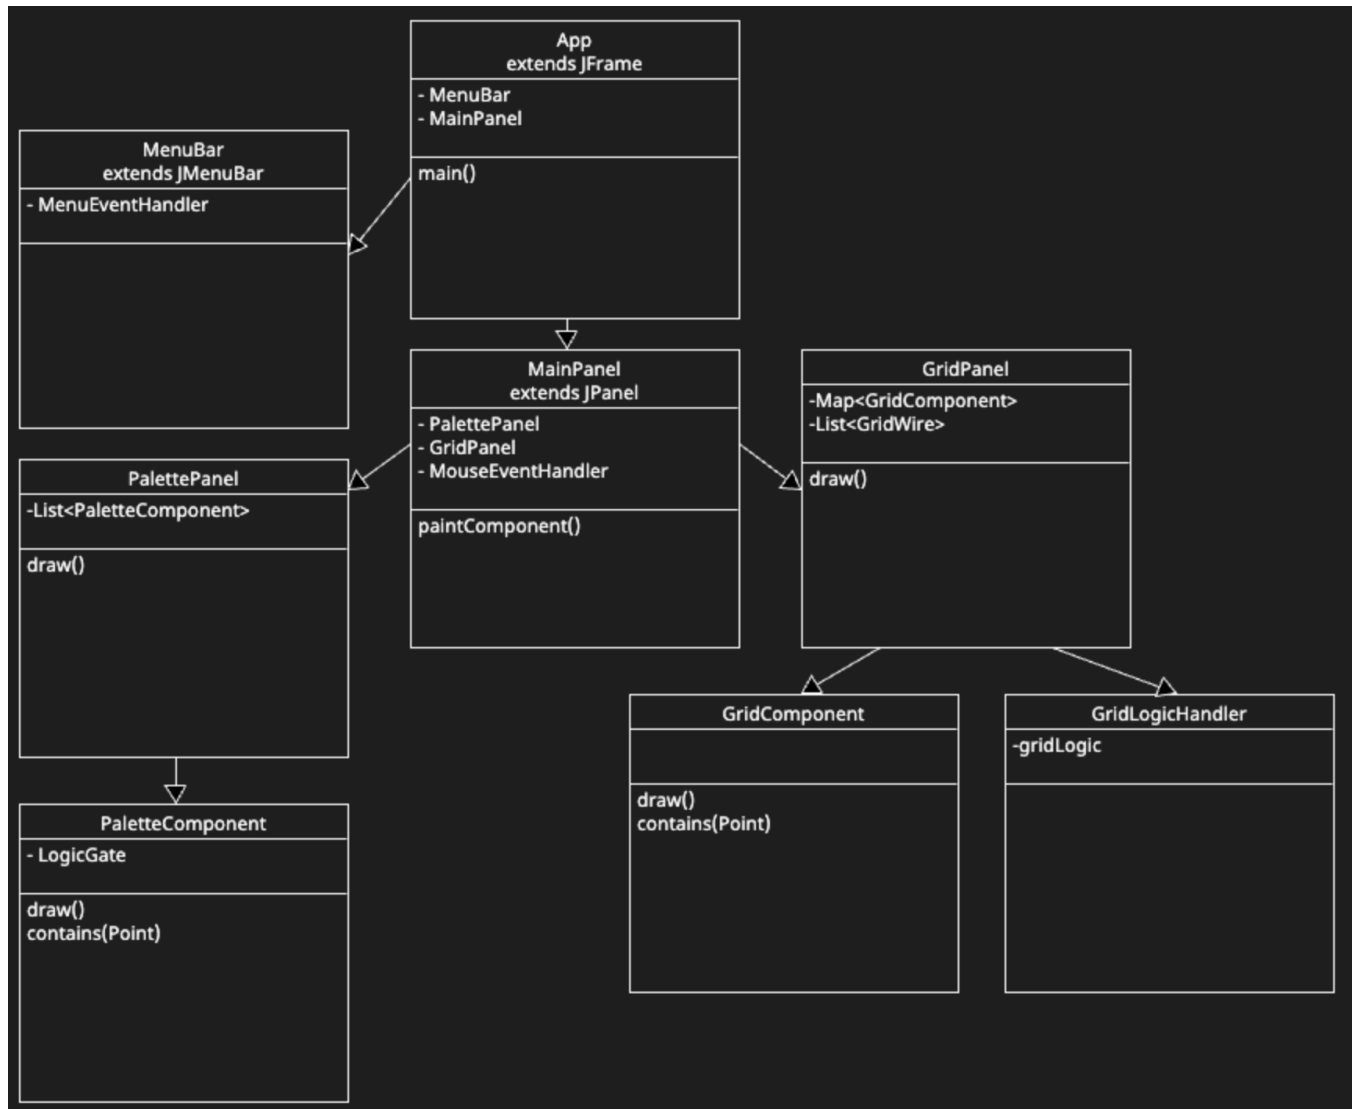 App
extends JFrame
- MenuBar
- MainPanel
main()
MenuBar
extends JMenuBar
- MenuEventHandler
MainPanel
extends JPanel
- PalettePanel
- GridPanel
- MouseEventHandler
paintComponent()
GridPanel
-Map<GridComponent>
-List<GridWire>
draw()
PalettePanel
-List<PaletteComponent>
draw()
GridComponent
draw()
contains(Point)
GridLogicHandler
-gridLogic
PaletteComponent
- LogicGate
draw()
contains(Point)